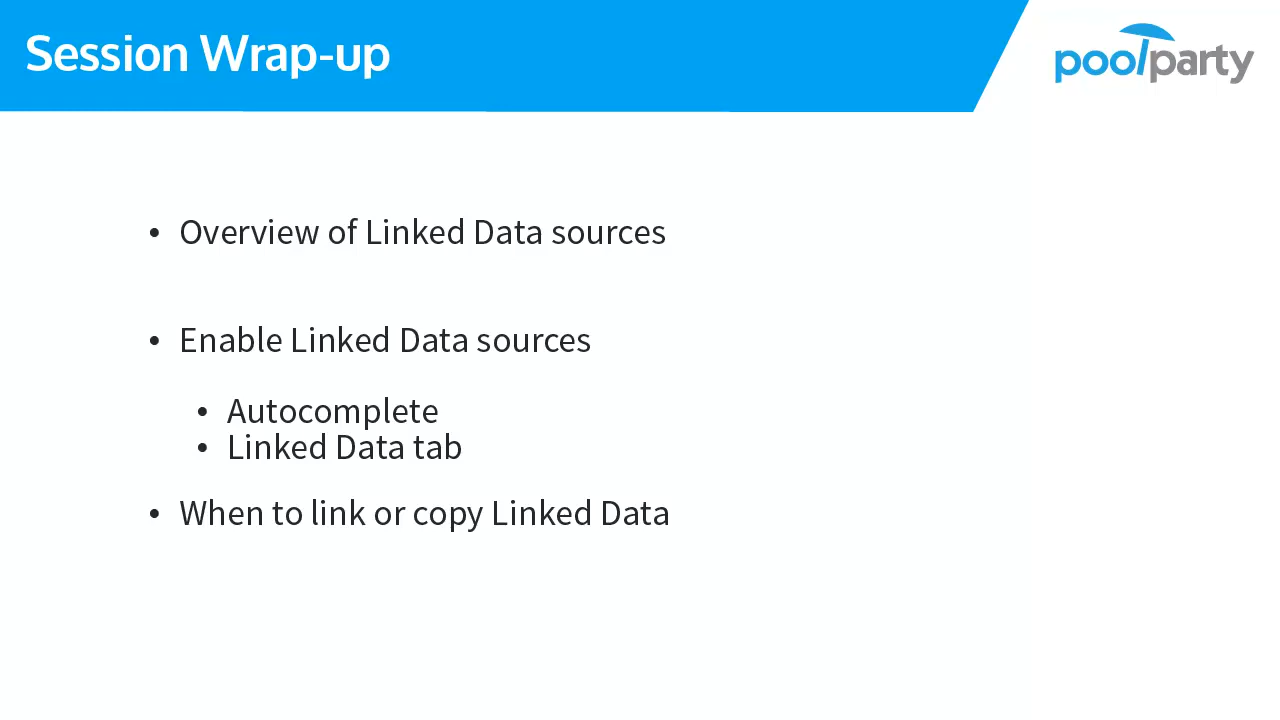 Session Wrap-up
poolparty
• Overview of Linked Data sources
• Enable Linked Data sources
• Autocomplete
• Linked Data tab
• When to link or copy Linked Data